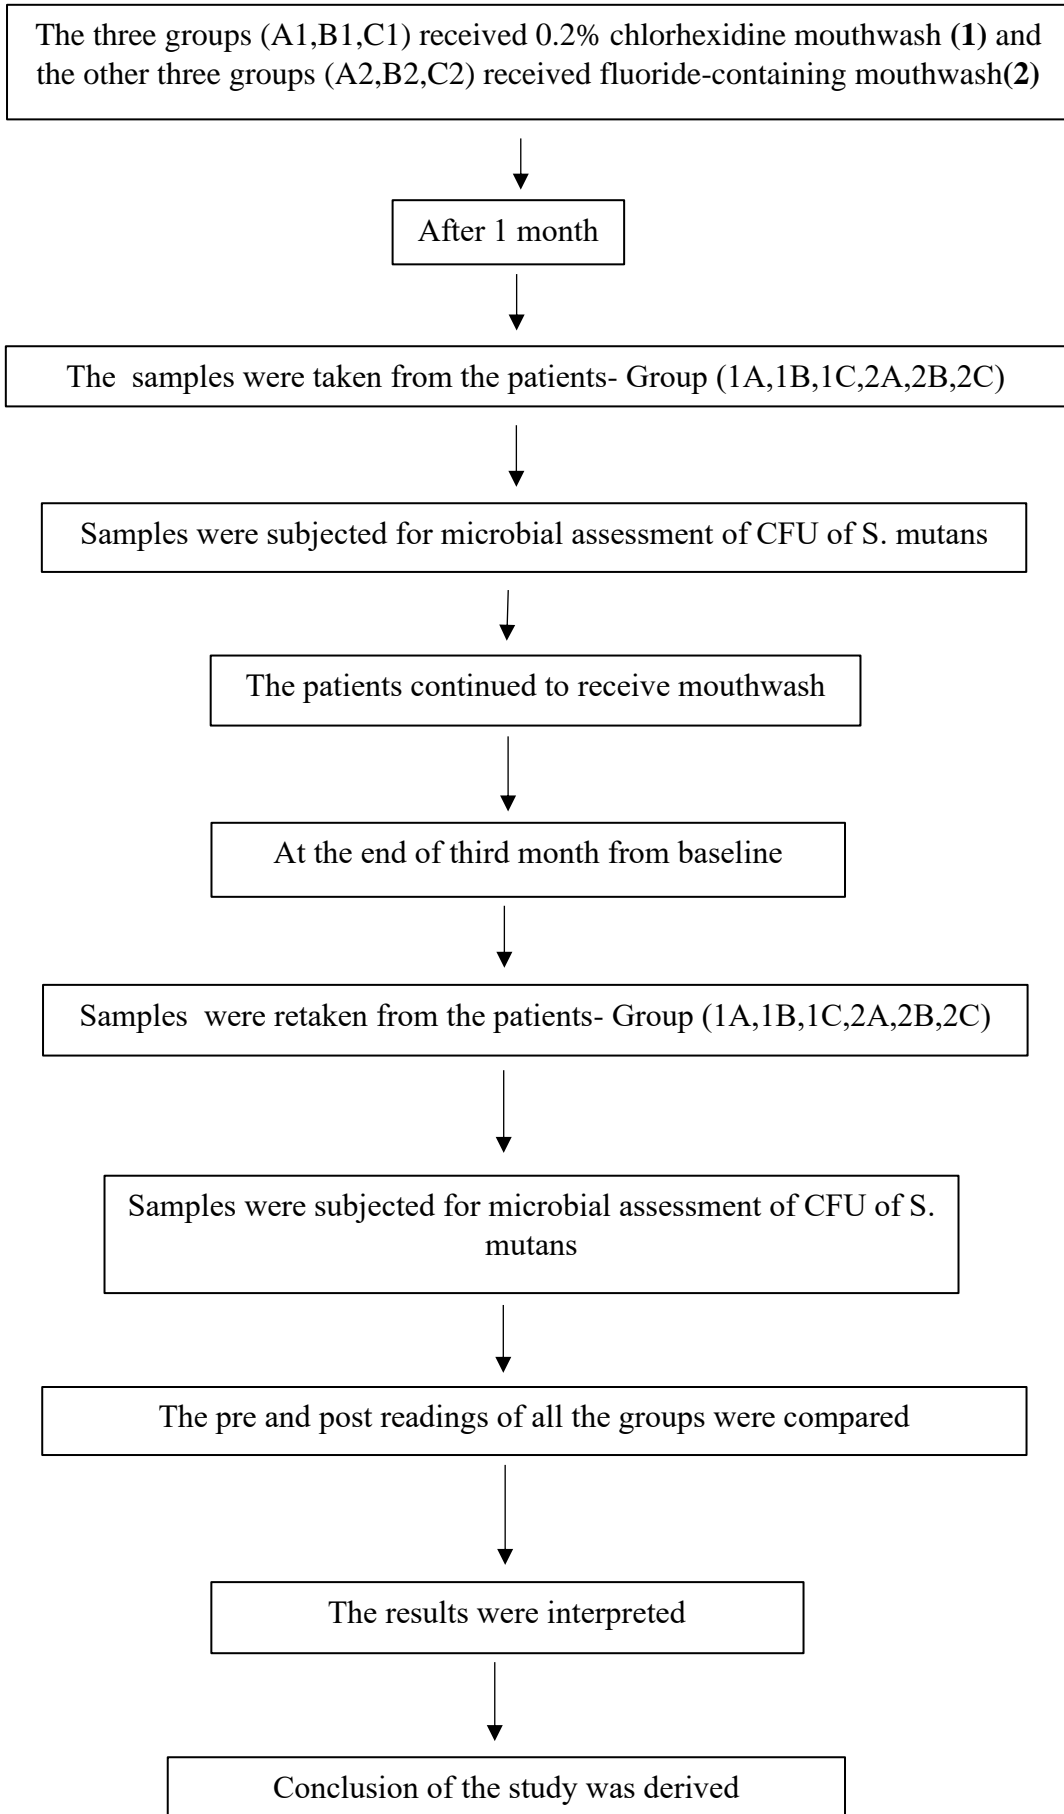 The three groups (A1,B1,C1) received 0.2% chlorhexidine mouthwash (1) and
the other three groups (A2,B2,C2) received fluoride-containing mouthwash(2)
After 1 month
The samples were taken from the patients- Group (1A,1B,1C,2A,2B,2C)
Samples were subjected for microbial assessment of CFU of S. mutans
The patients continued to receive mouthwash
At the end of third month from baseline
Samples were retaken from the patients- Group (1A,1B,1C,2A,2B,2C)
Samples were subjected for microbial assessment of CFU of S.
mutans
The pre and post readings of all the groups were compared
The results were interpreted
Conclusion of the study was derived